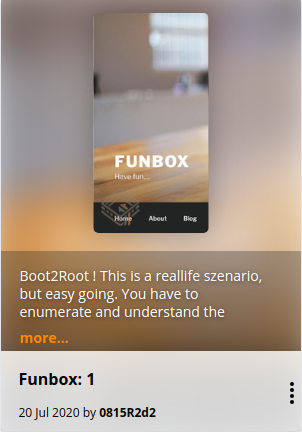 FUNBOX
Have fun...
Home About Blog
Boot2Root ! This is a reallife szenario,
but easy going. You have to
enumerate and understand the
more...
Funbox: 1
20 Jul 2020 by 0815R2d2